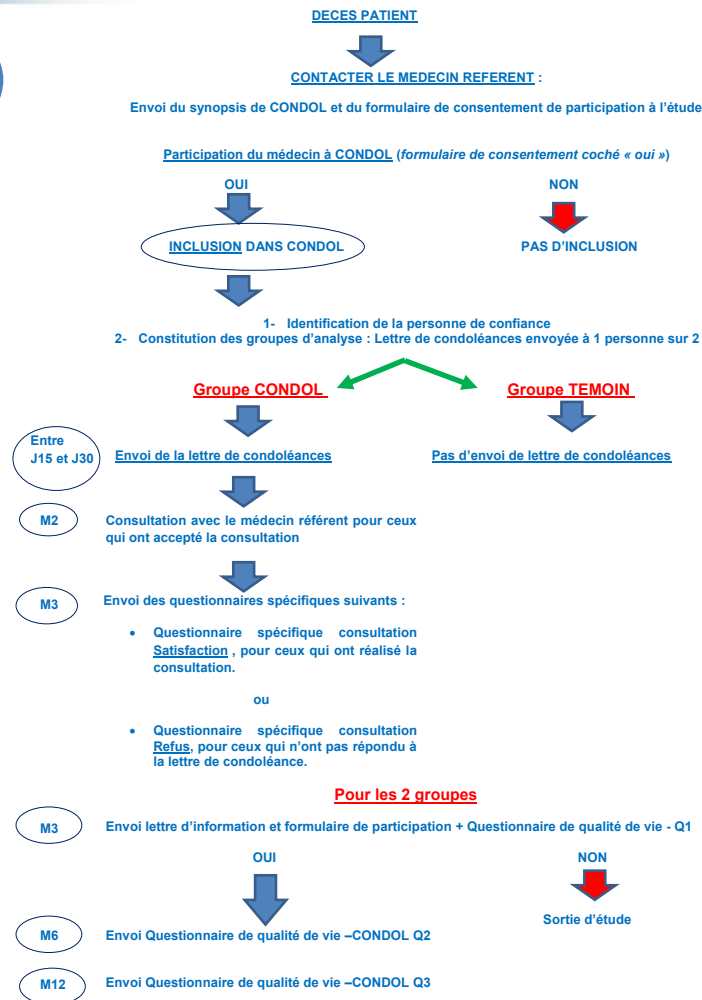 DECES PATIENT
CONTACTER LE MEDECIN REFERENT :
Envoi du synopsis de CONDOL et du formulaire de consentement de participation à l'étude
Participation du médecin à CONDOL (formulaire de consentement coché « oui »)
OUI
NON
INCLUSION DANS CONDOL
PAS D'INCLUSION
1- Identification de la personne de confiance
2- Constitution des groupes d'analyse : Lettre de condoléances envoyée à 1 personne sur 2
Groupe CONDOL
Groupe TEMOIN
Entre
J15 et J30
Envoi de la lettre de condoléances
Pas d'envoi de lettre de condoléances
M2
Consultation avec le médecin référent pour ceux
qui ont accepté la consultation
M3
Envoi des questionnaires spécifiques suivants :
• Questionnaire spécifique consultation
Satisfaction , pour ceux qui ont réalisé la
consultation.
ou
• Questionnaire spécifique consultation
Refus, pour ceux qui n'ont pas répondu à
la lettre de condoléance.
Pour les 2 groupes
M3
Envoi lettre d'information et formulaire de participation + Questionnaire de qualité de vie - Q1
OUI
NON
Sortie d'étude
M6
Envoi Questionnaire de qualité de vie –CONDOL Q2
M12
Envoi Questionnaire de qualité de vie –CONDOL Q3